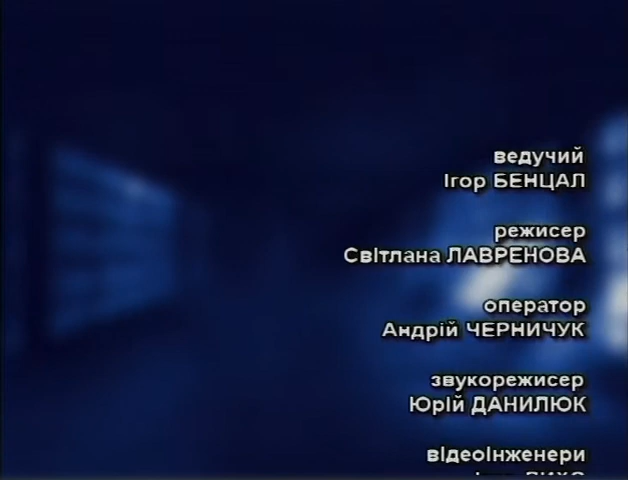 ведучий
Ігор БЕНЦАЛ
режисер
Світлана ЛАВРЕНОВА
оператор
Андрій ЧЕРНИЧУК
звукорежисер
Юрій ДАНИЛЮК
відеоінженери